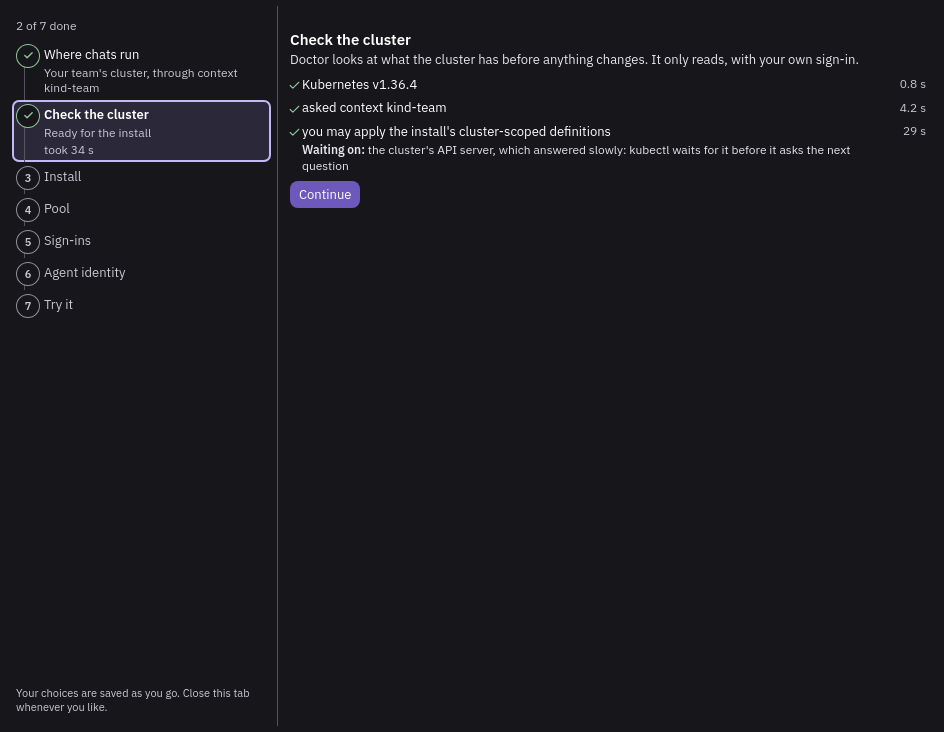 2 of 7 done
Where chats run
Your team's cluster, through context
kind-team
Check the cluster
Ready for the install
took 34 s
3 Install
4 Pool
5 Sign-ins
6 Agent identity
7 Try it
Your choices are saved as you go. Close this tab
whenever you like.
Check the cluster
Doctor looks at what the cluster has before anything changes. It only reads, with your own sign-in.
Kubernetes v1.36.4 0.8 s
asked context kind-team 4.2 s
you may apply the install's cluster-scoped definitions 29 s
Waiting on: the cluster's API server, which answered slowly: kubectl waits for it before it asks the next
question
Continue